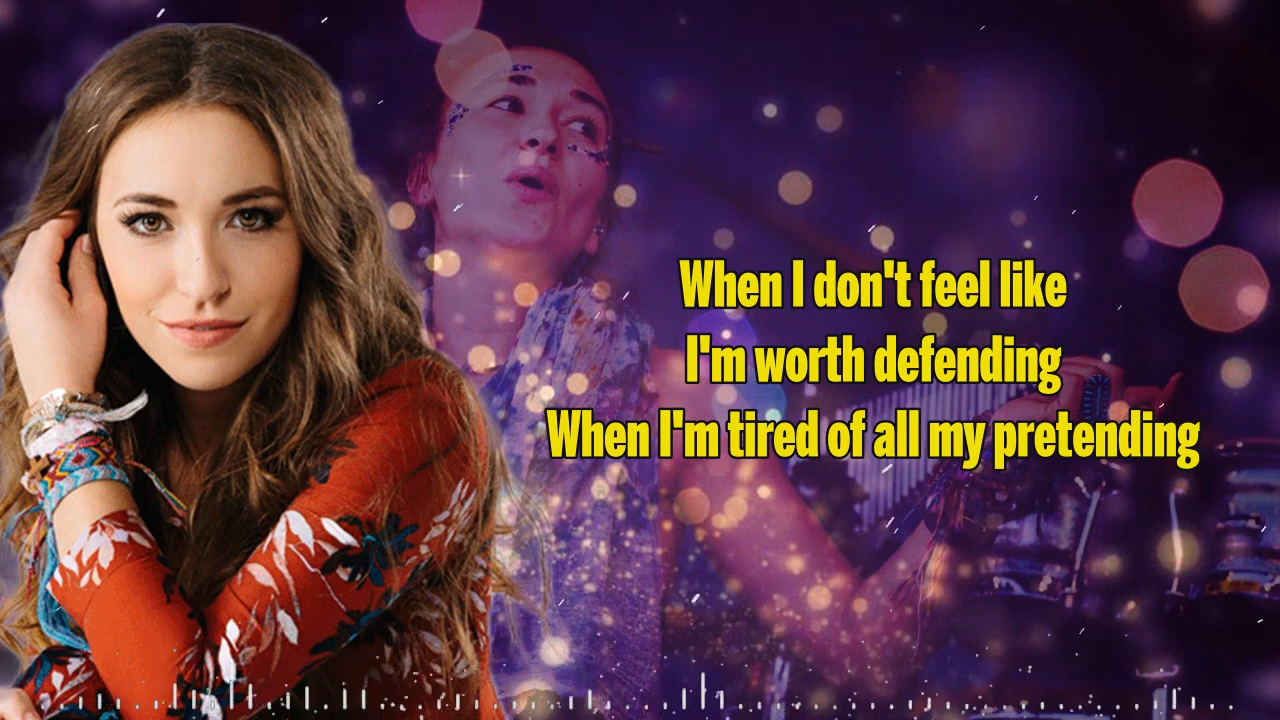 When I don't feel like
I'm worth defending
When I'm tired of all my pretending